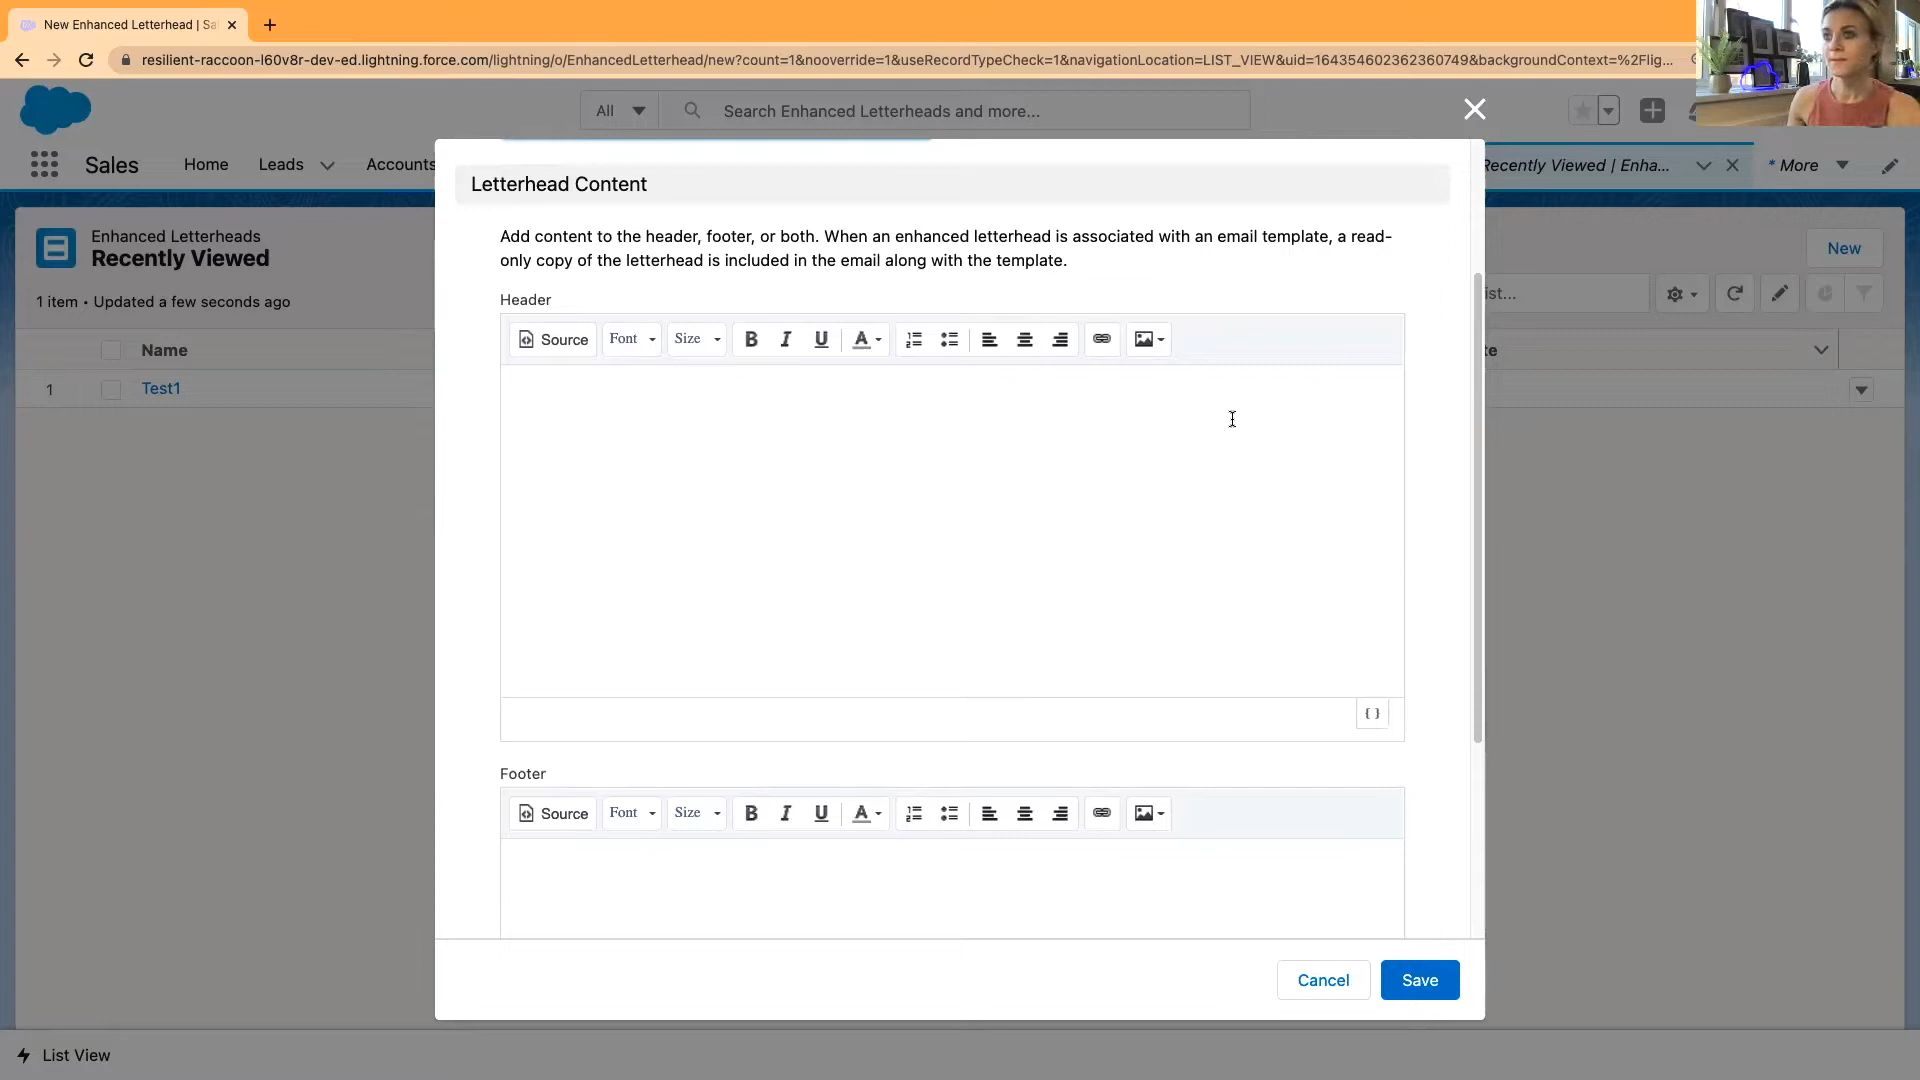 New Enhanced Letterhead | Sa
resilient-raccoon-l60v8r-dev-ed.lightning.force.com/lightning/o/EnhancedLetterhead/new?count=1&nooverride=1&useRecordTypeCheck=1&navigationLocation=LIST_VIEW&uid=164354602362360749&backgroundContext=%2Flig...
All
Search Enhanced Letterheads and more...
Sales
Home
Leads
Accounts
Recently Viewed | Enha...
* More
Letterhead Content
Enhanced Letterheads
Recently Viewed
New
Add content to the header, footer, or both. When an enhanced letterhead is associated with an email template, a read-
only copy of the letterhead is included in the email along with the template.
1 item • Updated a few seconds ago
ist...
Header
Source
Font
Size
B
I
U
A
Name
te
1
Test1
{ }
Footer
Source
Font
Size
B
I
U
A
Cancel
Save
List View